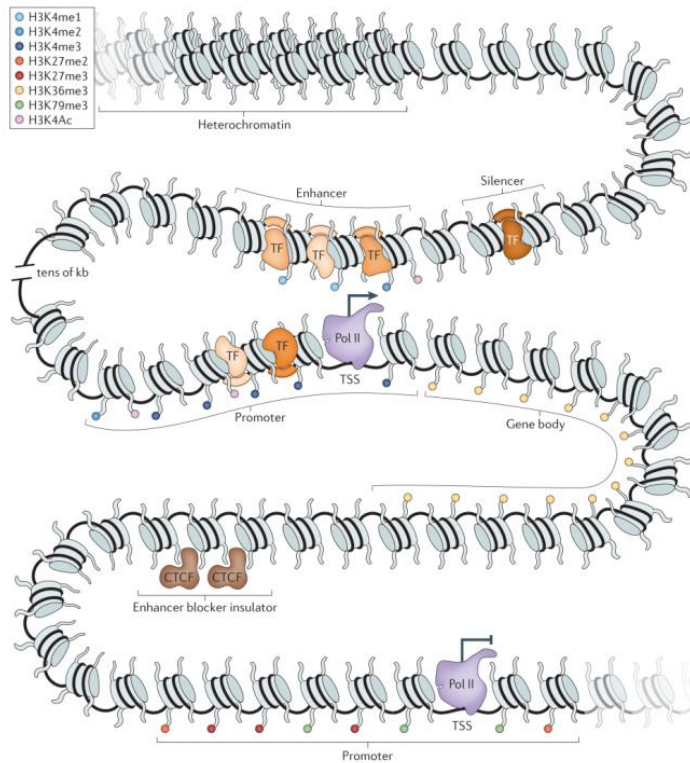 H3K4me1
H3K4me2
H3K4me3
H3K27me2
H3K27me3
H3K36me3
H3K79me3
H3K4Ac
Heterochromatin
Enhancer
Silencer
TF
TF
TF
TF
tens of kb
TF
TF
Pol II
TSS
Promoter
Gene body
CTCF
CTCF
Enhancer blocker insulator
Pol II
TSS
Promoter